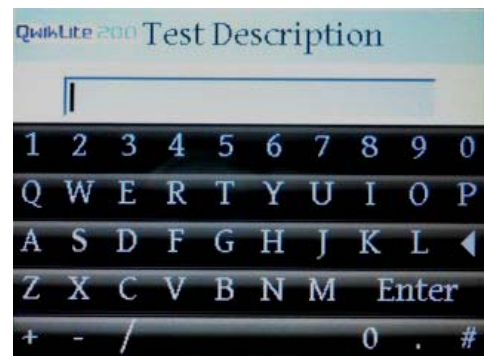 QwikLite 200 Test Description
1 2 3 4 5 6 7 8 9 0
Q W E R T Y U I O P
A S D F G H J K L ◀
Z X C V B N M Enter
+ - / 0 . #